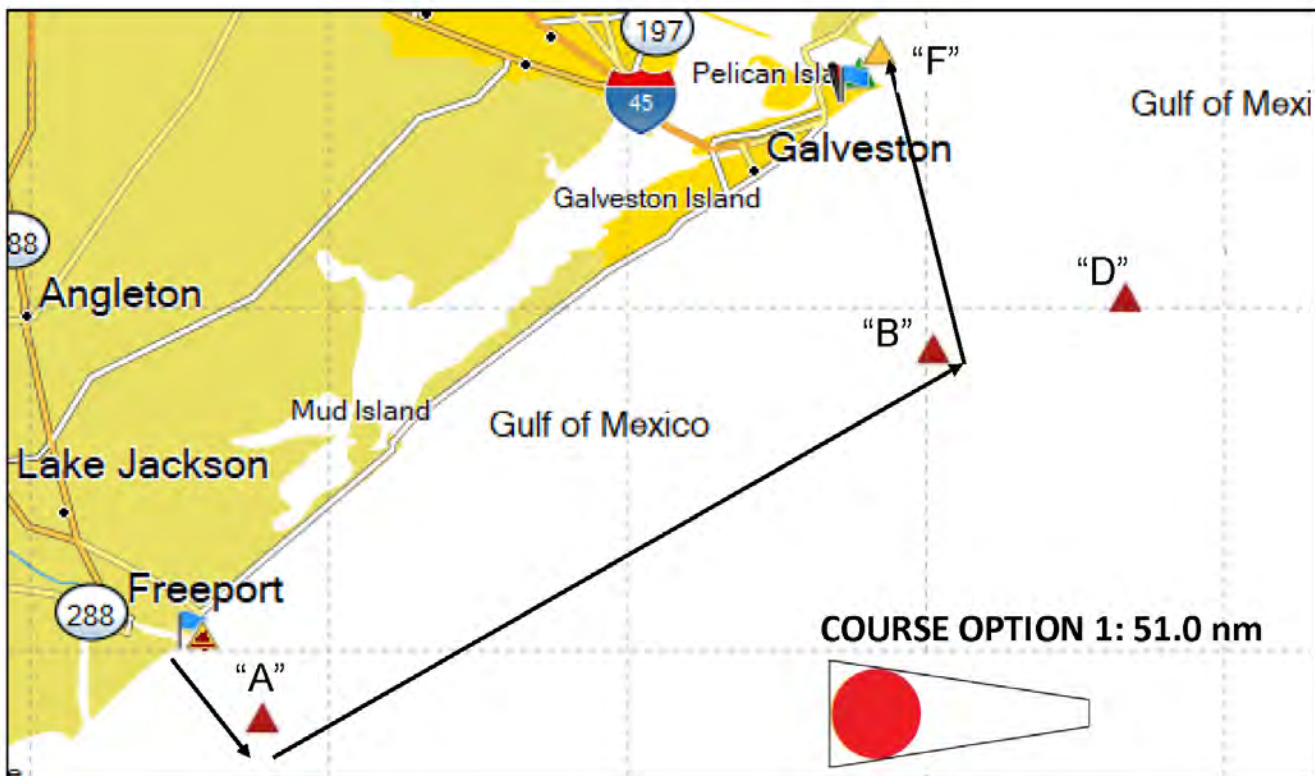 197
"F"
Pelican Isla
45
Gulf of Mexi
Galveston
Galveston Island
88
"D"
Angleton
"B"
Mud Island
Gulf of Mexico
Lake Jackson
Freeport
288
COURSE OPTION 1: 51.0 nm
"A"